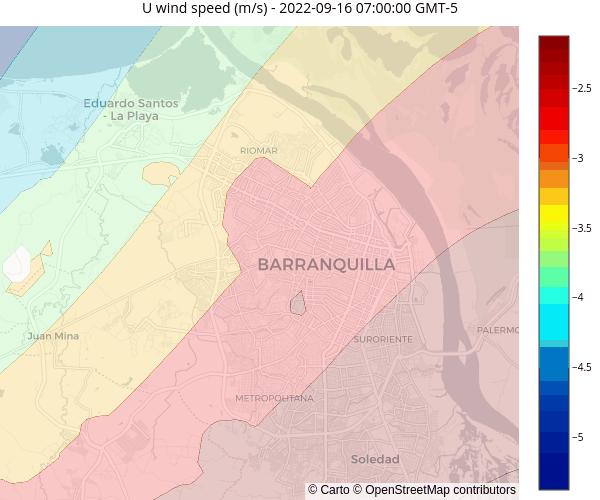 U wind speed (m/s) - 2022-09-16 07:00:00 GMT-5
Eduardo Santos
- La Playa
RIOMAR
BARRANQUILLA
Juan Mina
SURORIENTE
PALERMO
METROPOLITANA
Soledad
© Carto © OpenStreetMap contributors
−2.5
−3
−3.5
−4
−4.5
−5